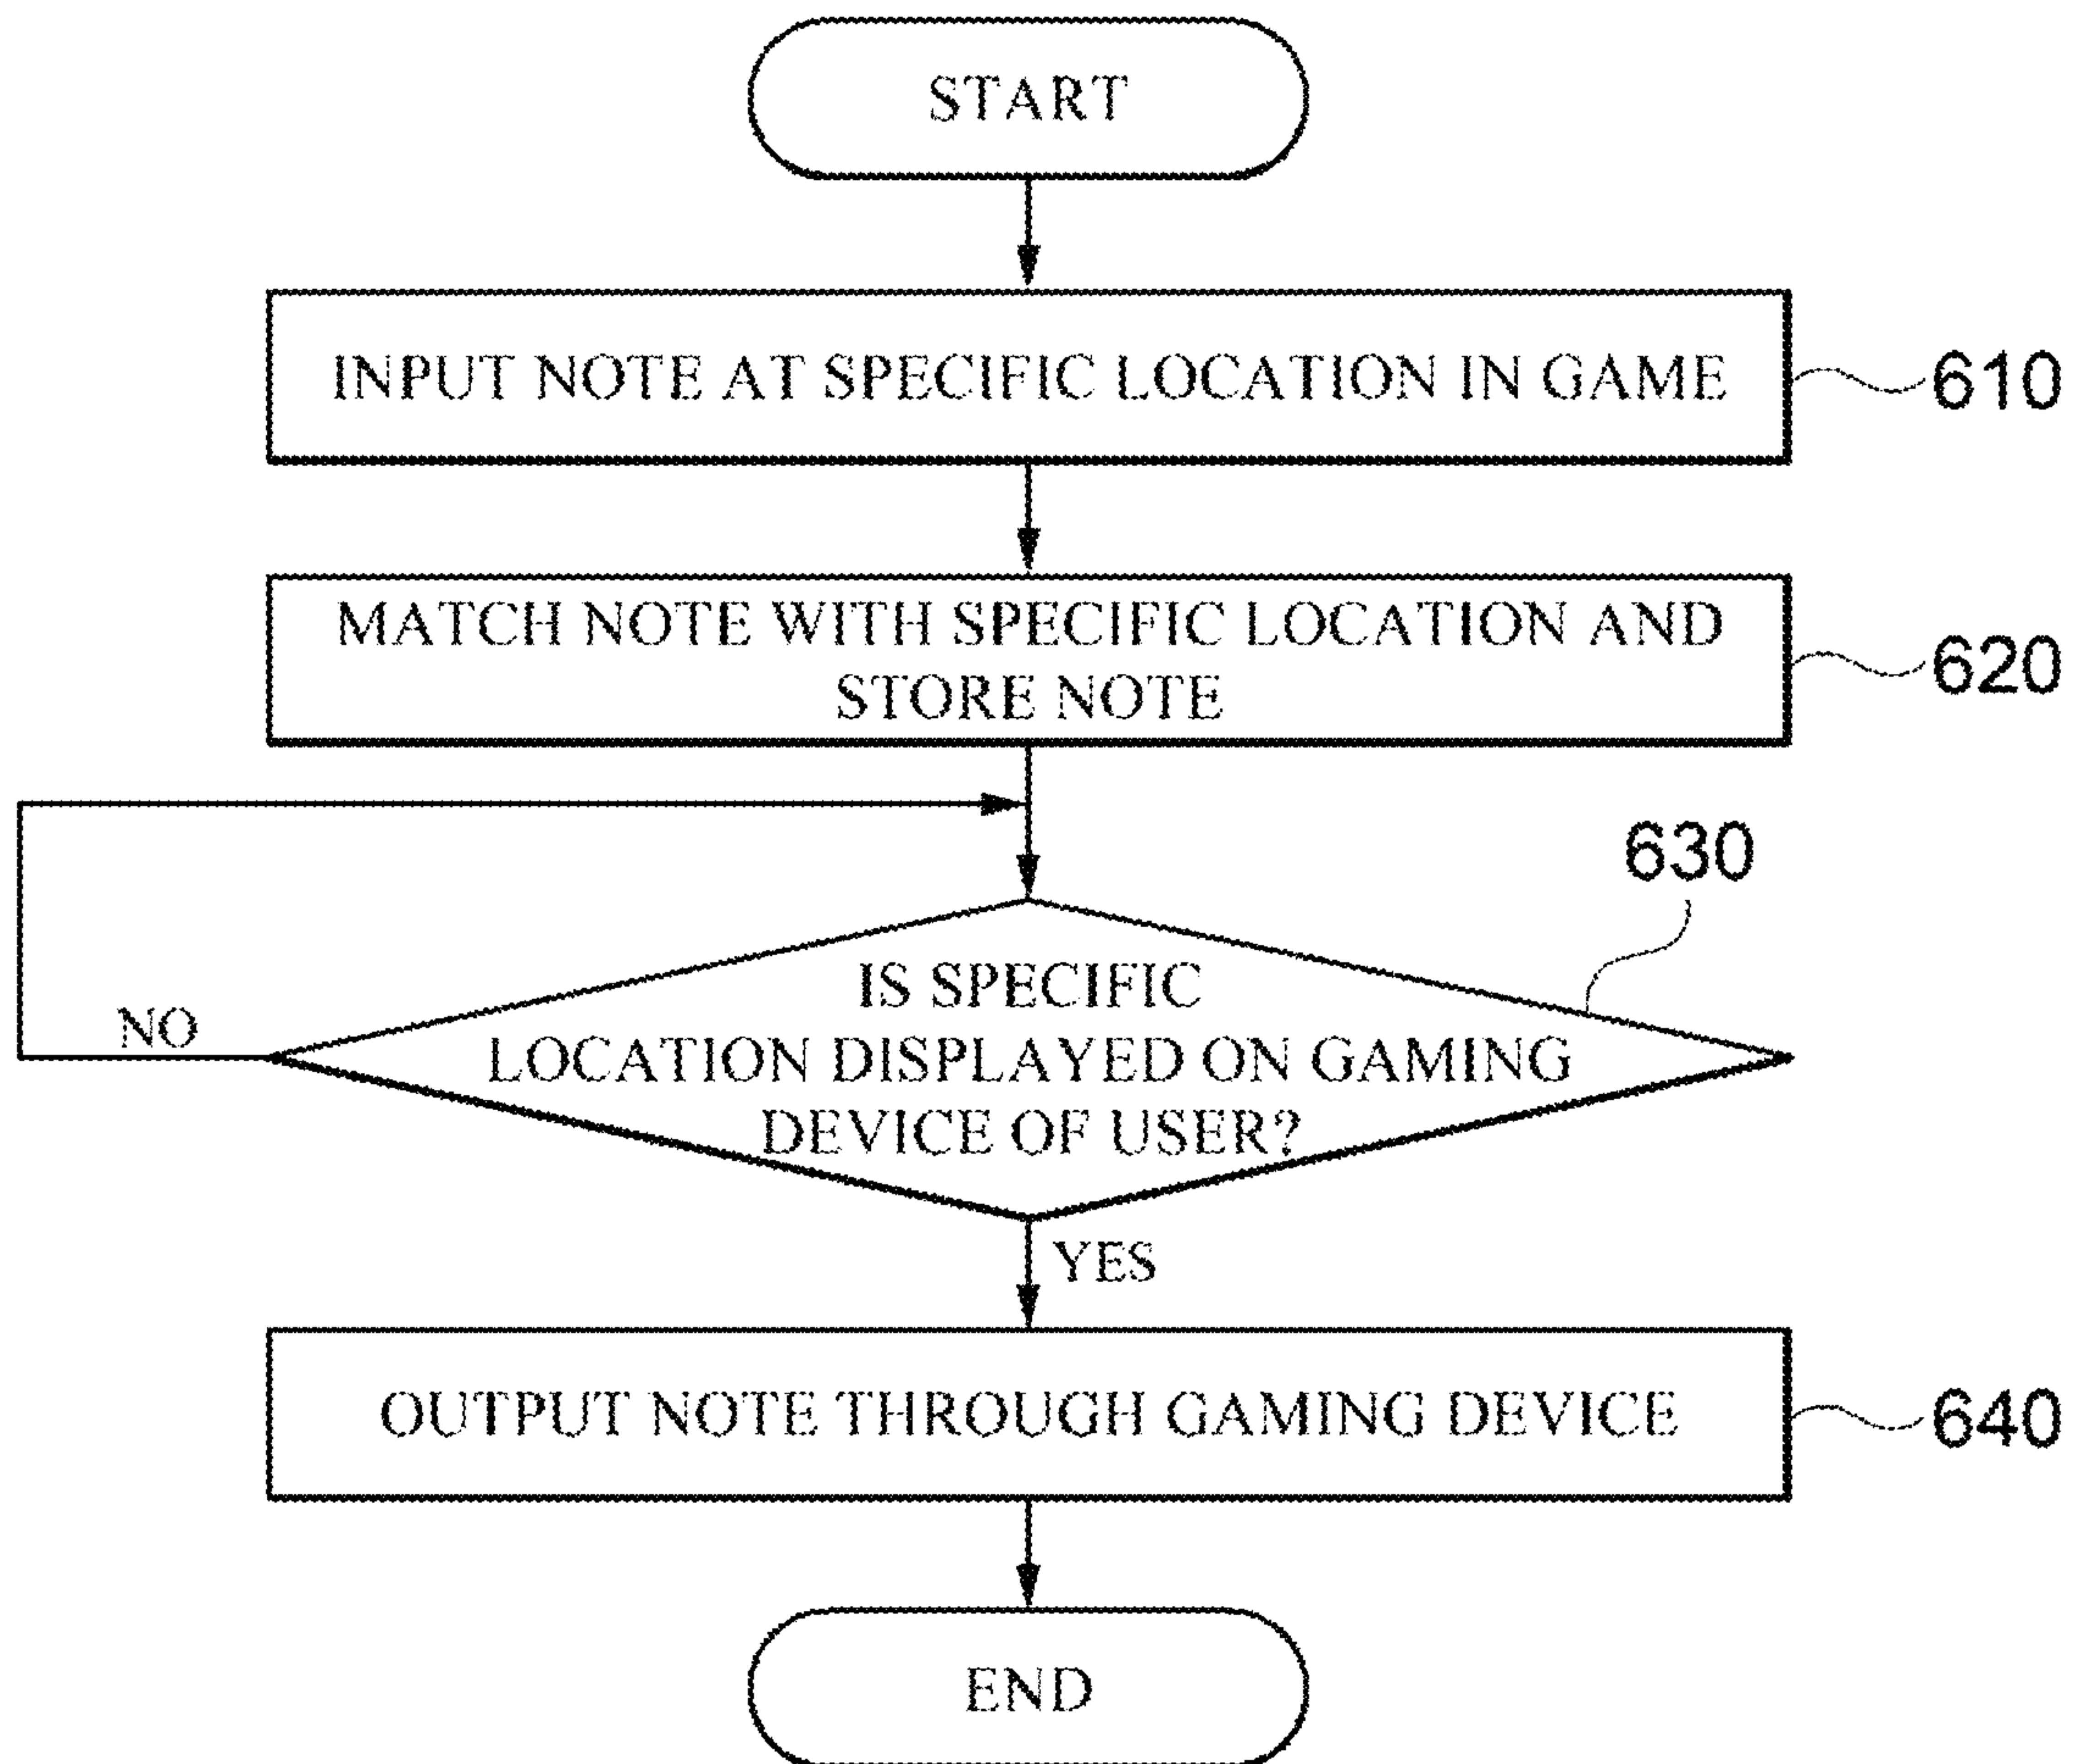 START
INPUT NOTE AT SPECIFIC LOCATION IN GAME
610
MATCH NOTE WITH SPECIFIC LOCATION AND
STORE NOTE
620
630
IS SPECIFIC
LOCATION DISPLAYED ON GAMING
DEVICE OF USER?
NO
YES
OUTPUT NOTE THROUGH GAMING DEVICE
640
END